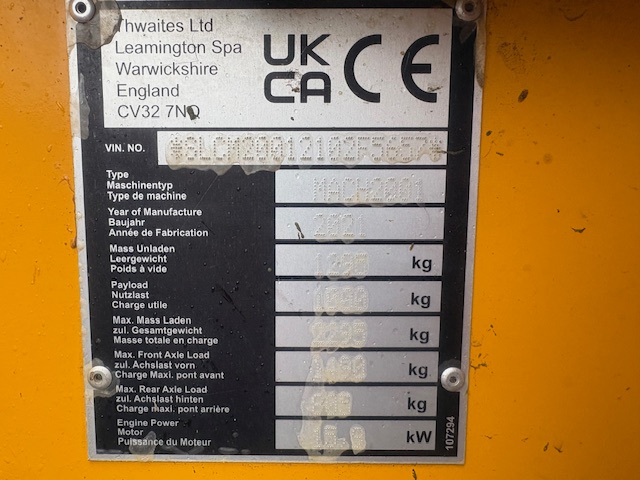 Thwaites Ltd
Leamington Spa
Warwickshire
England
CV32 7NQ
UK
CA CE
VIN. NO.
Type
Maschinentyp
Type de machine
MACH2001
Year of Manufacture
Baujahr
Année de Fabrication
2021
Mass Unladen
Leergewicht
Poids à vide
kg
Payload
Nutzlast
Charge utile
kg
Max. Mass Laden
zul. Gesamtgewicht
Masse totale en charge
kg
Max. Front Axle Load
zul. Achslast vorn
Charge Maxi. pont avant
kg
Max. Rear Axle Load
zul. Achslast hinten
Charge maxi. pont arrière
kg
Engine Power
Motor
Puissance du Moteur
kW
107294